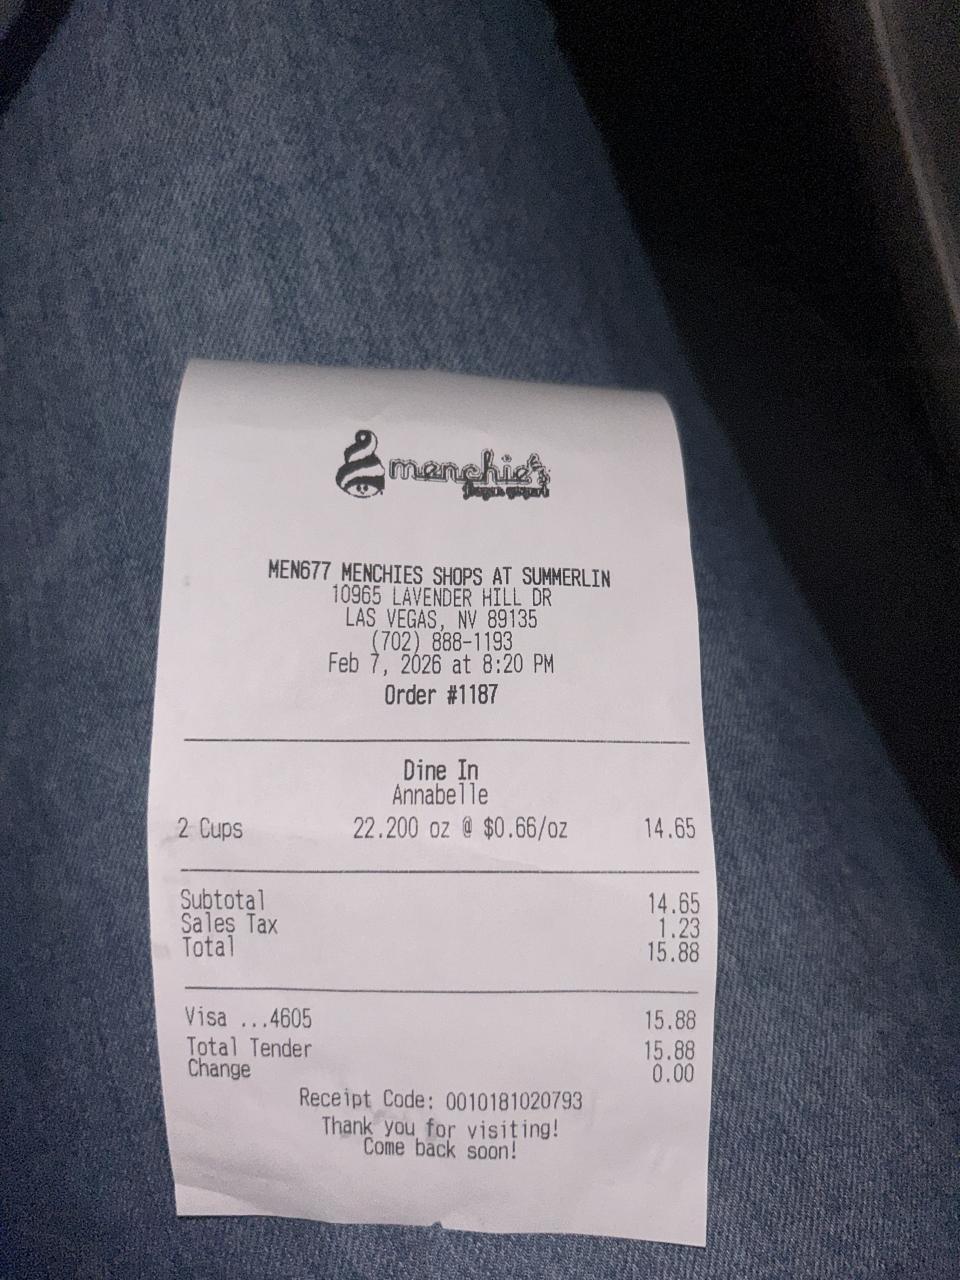 menchie's
frozen yogurt
MEN677 MENCHIES SHOPS AT SUMMERLIN
10965 LAVENDER HILL DR
LAS VEGAS, NV 89135
(702) 888-1193
Feb 7, 2026 at 8:20 PM
Order #1187
Dine In
Annabelle
2 Cups 22.200 oz @ $0.66/oz 14.65
Subtotal 14.65
Sales Tax 1.23
Total 15.88
Visa ...4605 15.88
Total Tender 15.88
Change 0.00
Receipt Code: 0010181020793
Thank you for visiting!
Come back soon!